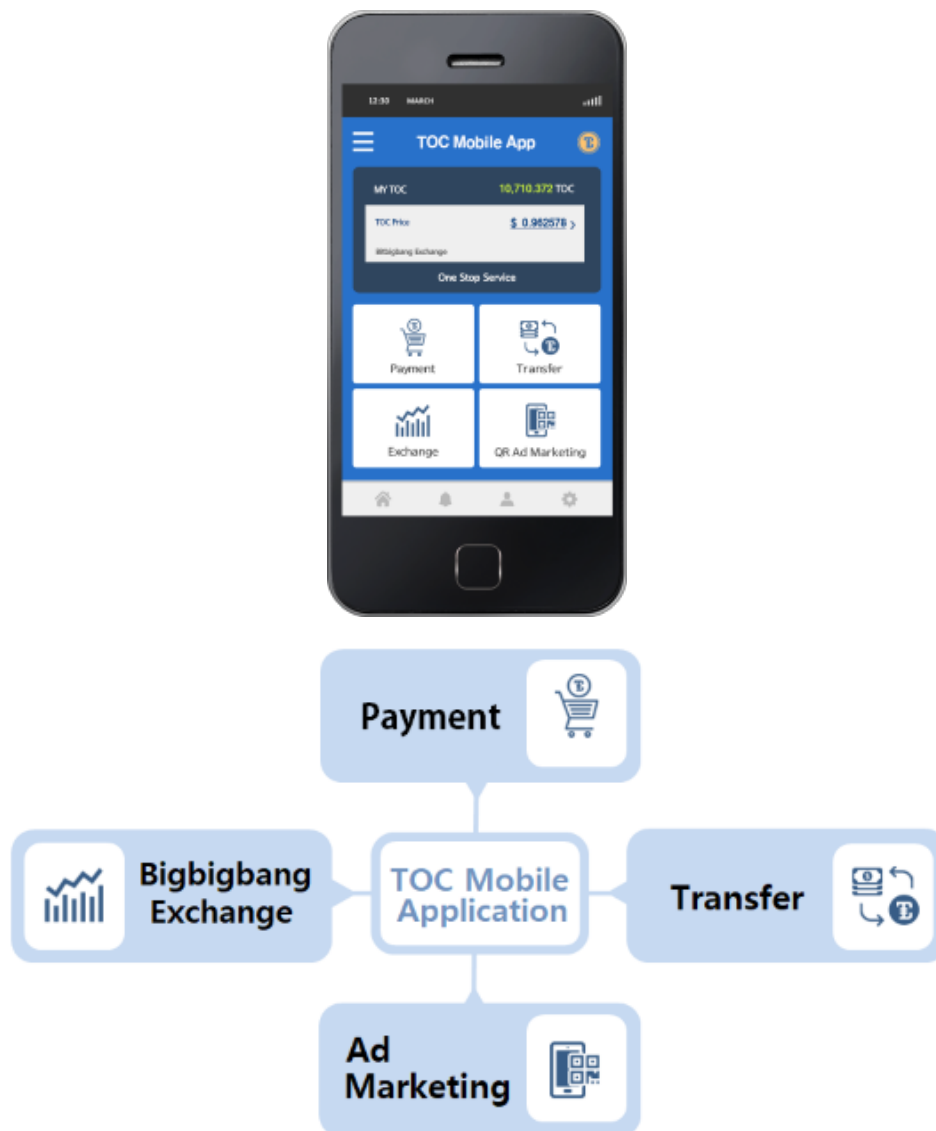 12:30 MARCH
TOC Mobile App
MY TOC 10,710.372 TOC
TOC Price $ 0.962578 >
Bitbigbang Exchange
One Stop Service
Payment Transfer
Exchange QR Ad Marketing
Payment
Bigbigbang
Exchange
TOC Mobile
Application
Transfer
Ad
Marketing